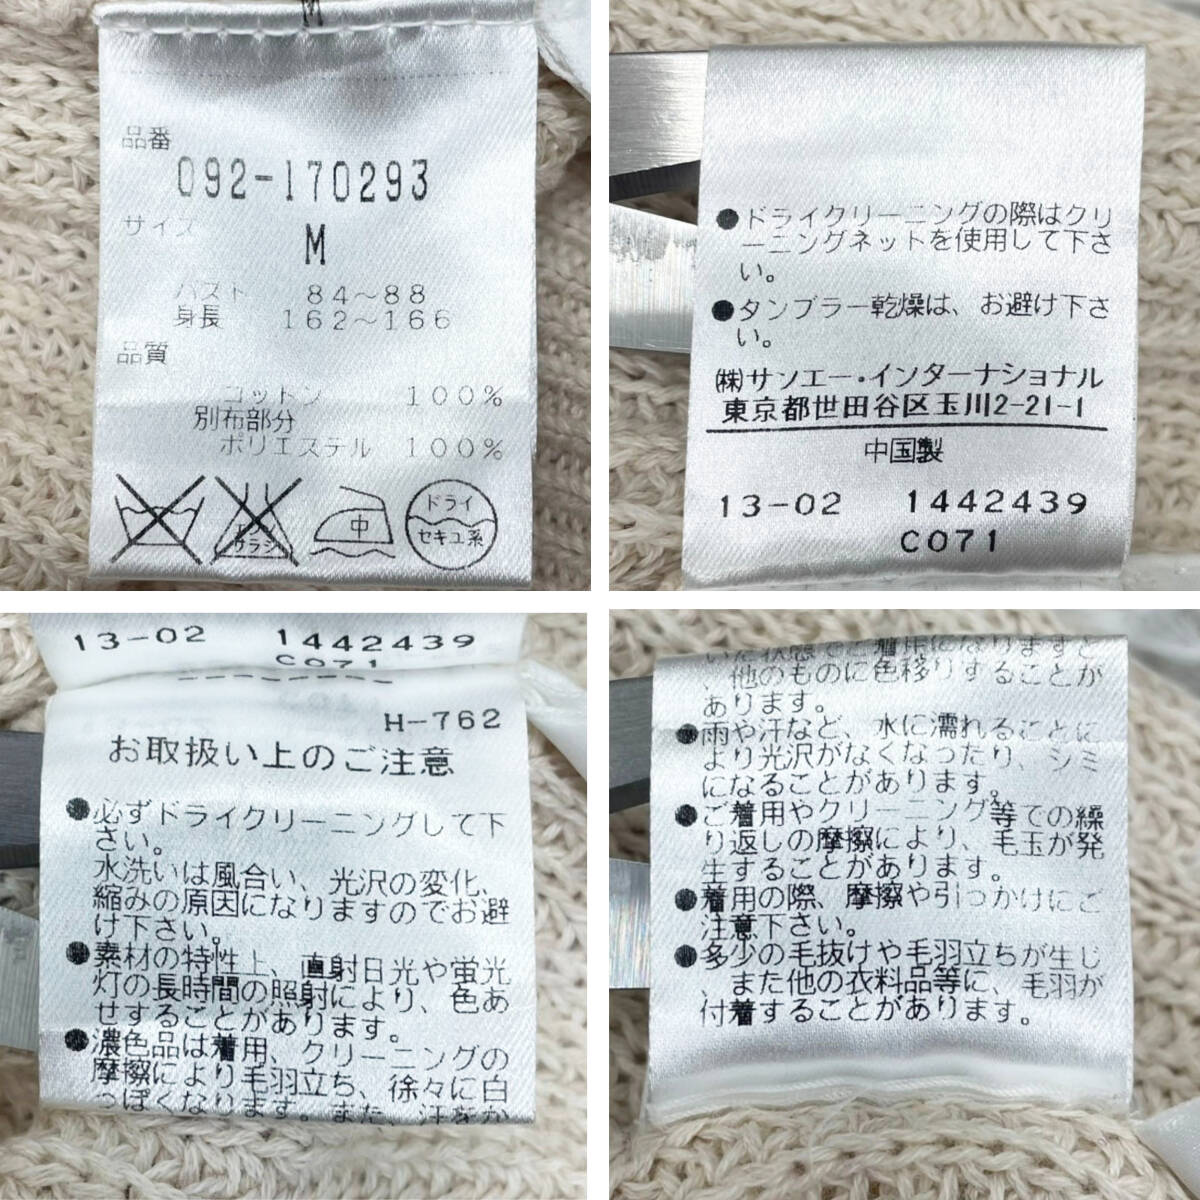 M
品番
092-170293
サイズ
M
バスト 84～88
身長 162～166
品質
コットン 100%
別布部分
ポリエステル 100%
エンソ
サラシ
中
ドライ
セキユ系
●ドライクリーニングの際はクリ
ーニングネットを使用して下さ
い。
●タンブラー乾燥は、お避け下さ
い。
㈱サンエー・インターナショナル
東京都世田谷区玉川2-21-1
中国製
13-02 1442439
C071
13-02 1442439
C071
H-762
お取扱い上のご注意
●必ずドライクリーニングして下
さい。
水洗いは風合い、光沢の変化、
縮みの原因になりますのでお避
け下さい。
●素材の特性上、直射日光や蛍光
灯の長時間の照射により、色あ
せすることがあります。
●濃色品は着用、クリーニングの
摩擦により毛羽立ち、徐々に白
っぽくなります。また、汗をか
いた状態でご着用になりますと
、他のものに色移りすることが
あります。
●雨や汗など、水に濡れることに
より光沢がなくなったり、シミ
になることがあります。
●ご着用やクリーニング等での繰
り返しの摩擦により、毛玉が発
生することがあります。
●着用の際、摩擦や引っかけにご
注意下さい。
●多少の毛抜けや毛羽立ちが生じ
、また他の衣料品等に、毛羽が
付着することがあります。